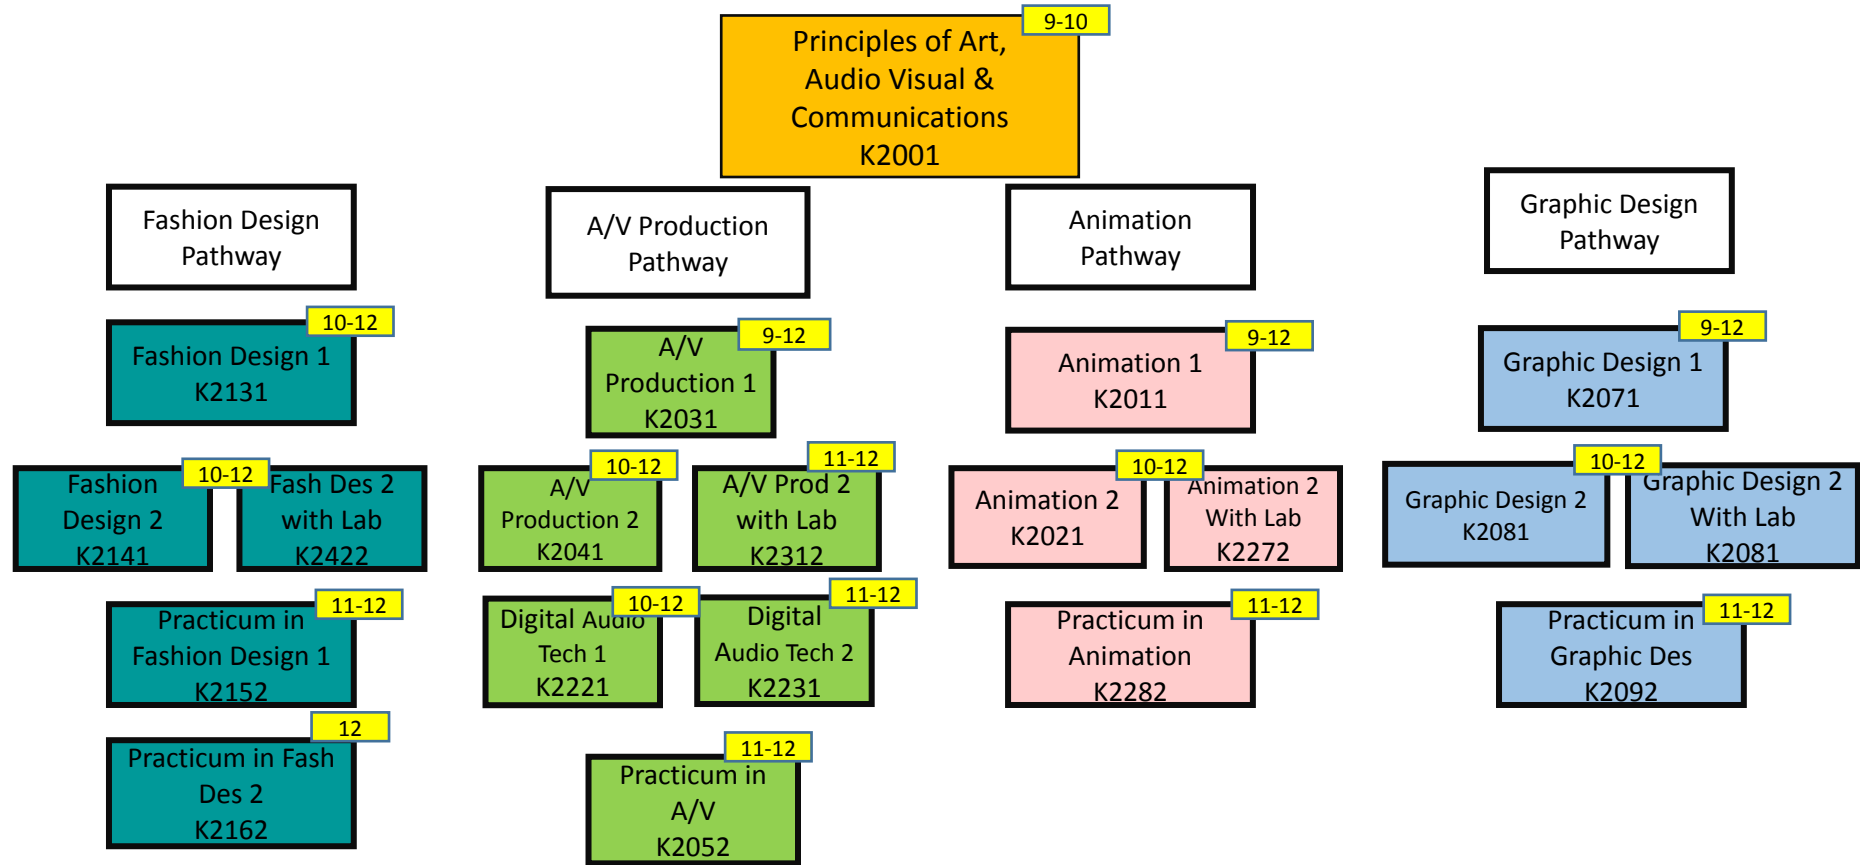 9-10
Principles of Art,
Audio Visual &
Communications
K2001
Fashion Design
Pathway
10-12
Fashion Design 1
K2131
10-12
Fashion
Design 2
K2141
Fash Des 2
with Lab
K2422
11-12
Practicum in
Fashion Design 1
K2152
12
Practicum in Fash
Des 2
K2162
A/V Production
Pathway
9-12
A/V
Production 1
K2031
10-12
A/V
Production 2
K2041
11-12
A/V Prod 2
with Lab
K2312
10-12
Digital Audio
Tech 1
K2221
11-12
Digital
Audio Tech 2
K2231
11-12
Practicum in
A/V
K2052
Animation
Pathway
9-12
Animation 1
K2011
10-12
Animation 2
K2021
Animation 2
With Lab
K2272
11-12
Practicum in
Animation
K2282
Graphic Design
Pathway
9-12
Graphic Design 1
K2071
10-12
Graphic Design 2
K2081
Graphic Design 2
With Lab
K2081
11-12
Practicum in
Graphic Des
K2092